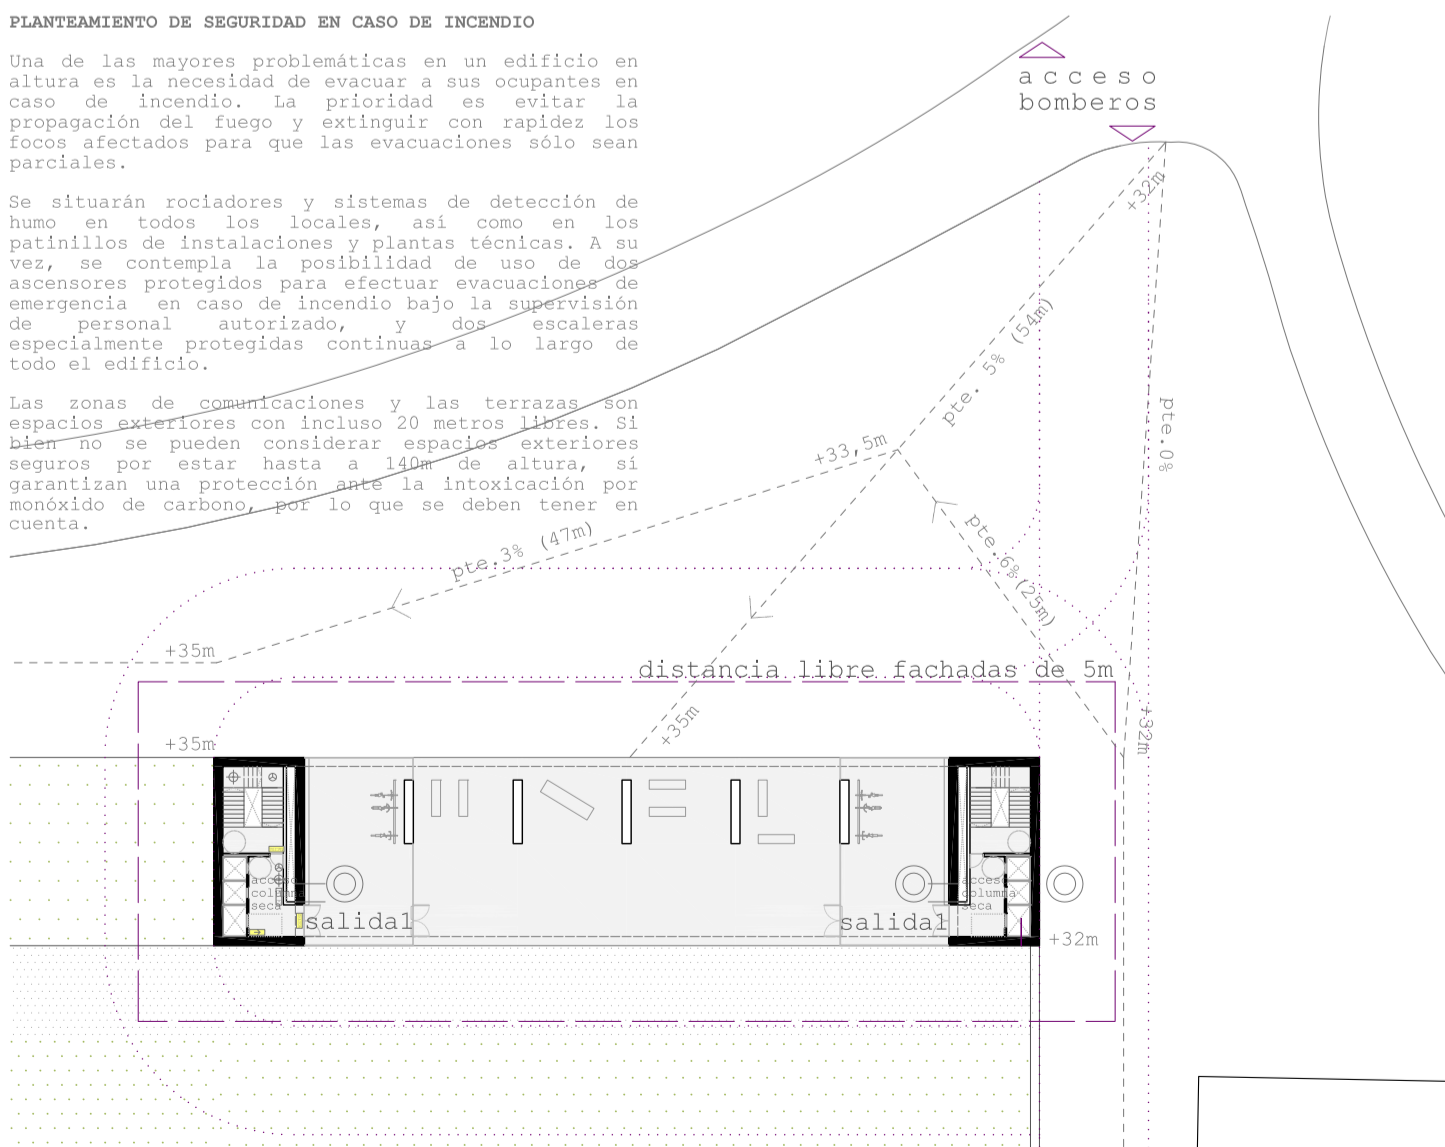 PLANTEAMIENTO DE SEGURIDAD EN CASO DE INCENDIO
Una de las mayores problemáticas en un edificio en
altura es la necesidad de evacuar a sus ocupantes en
caso de incendio. La prioridad es evitar la
propagación del fuego y extinguir con rapidez los
focos afectados para que las evacuaciones sólo sean
parciales.
Se situarán rociadores y sistemas de detección de
humo en todos los locales, así como en los
patinillos de instalaciones y plantas técnicas. A su
vez, se contempla la posibilidad de uso de dos
ascensores protegidos para efectuar evacuaciones de
emergencia en caso de incendio bajo la supervisión
de personal autorizado, y dos escaleras
especialmente protegidas continuas a lo largo de
todo el edificio.
Las zonas de comunicaciones y las terrazas son
espacios exteriores con incluso 20 metros libres. Si
bien no se pueden considerar espacios exteriores
seguros por estar hasta a 140m de altura, sí
garantizan una protección ante la intoxicación por
monóxido de carbono, por lo que se deben tener en
cuenta.
acceso
bomberos
+32m
pte. 5% (54m)
pte.0%
+33,5m
pte.3% (47m)
pte.6%(25m)
+35m
distancia libre fachadas de 5m
+35m
+32m
+35m
acceso
columna
seca
salida1
acceso
columna
seca
salida1
+32m